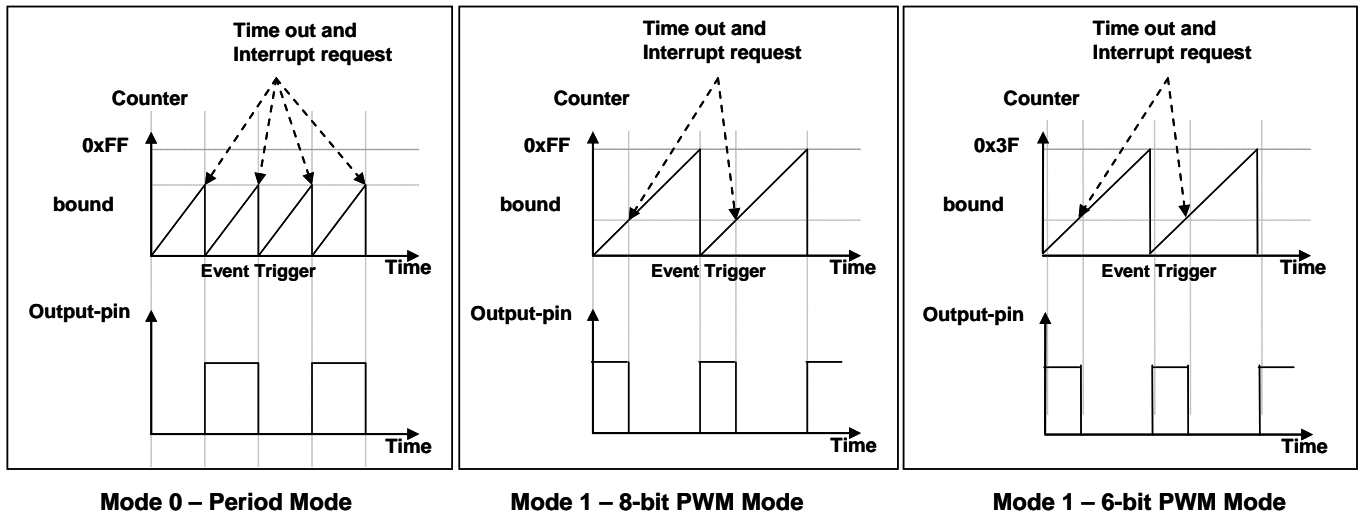 Time out and
Interrupt request
Counter
0xFF
bound
Event Trigger
Time
Output-pin
Time
Mode 0 – Period Mode
Time out and
Interrupt request
Counter
0xFF
bound
Event Trigger
Time
Output-pin
Time
Mode 1 – 8-bit PWM Mode
Time out and
Interrupt request
Counter
0x3F
bound
Event Trigger
Time
Output-pin
Time
Mode 1 – 6-bit PWM Mode